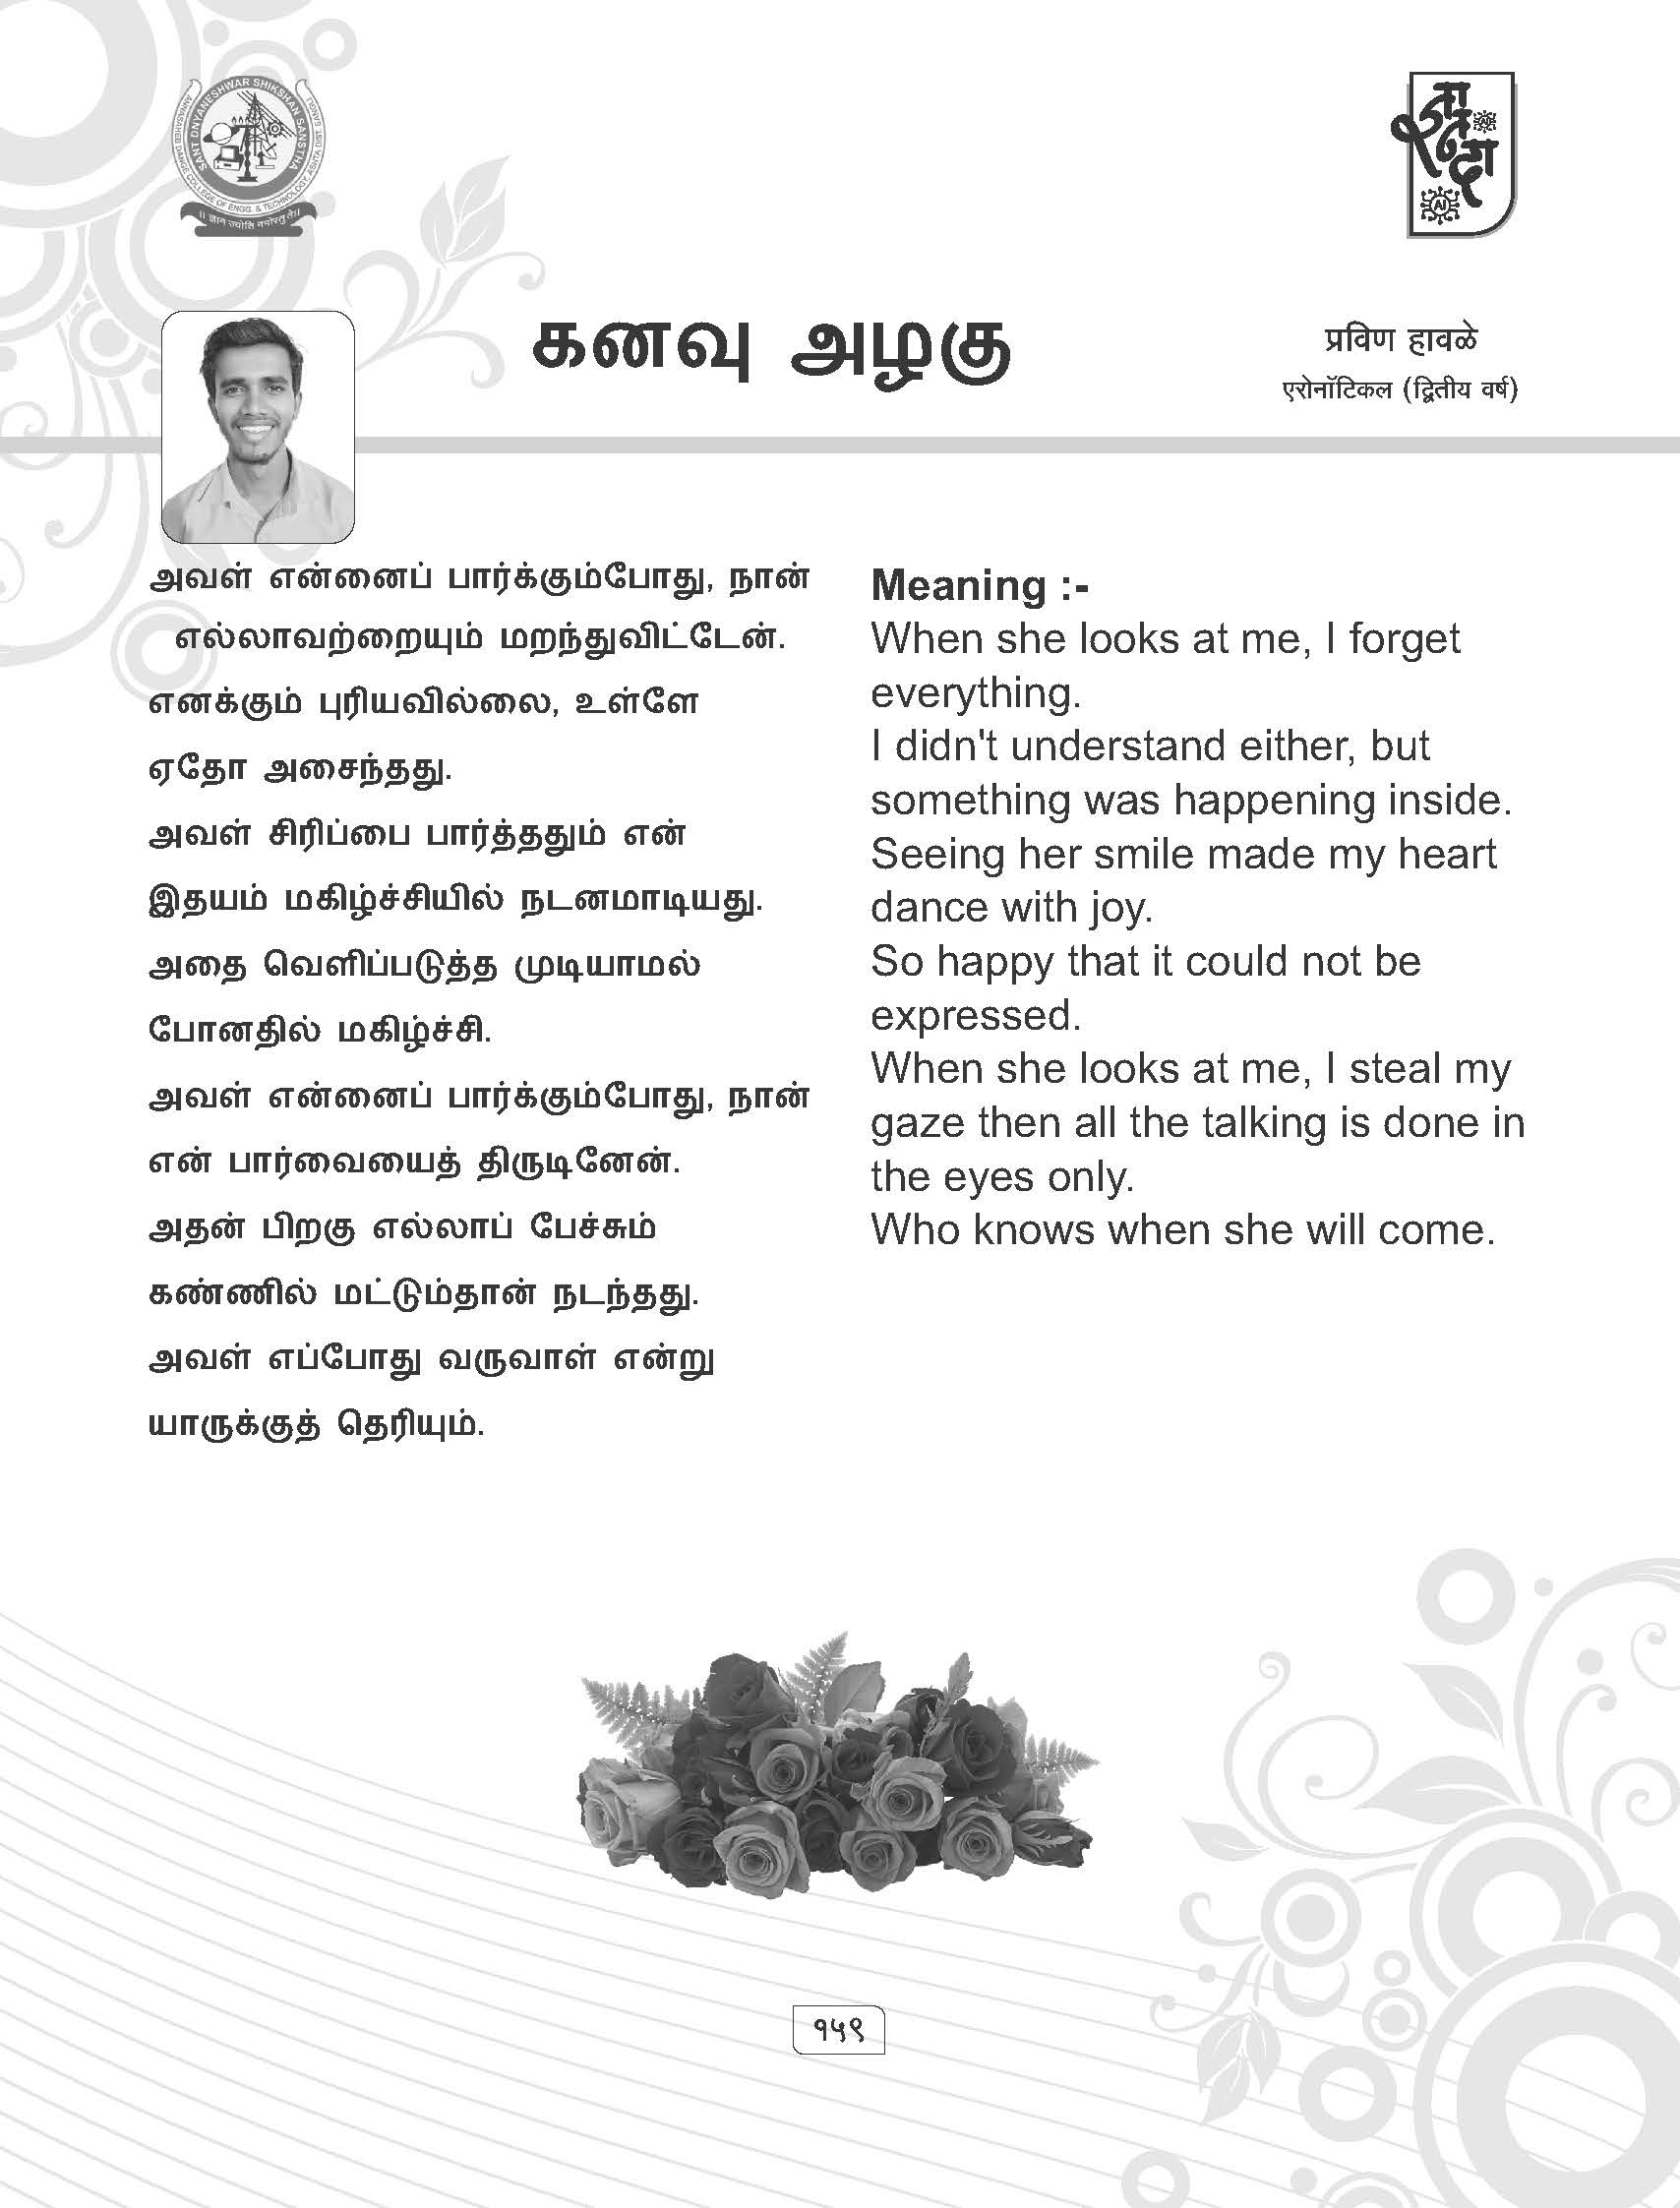 SANT DNYANESHWAR SHIKSHAN SANSTHA
ANNASAHEB DANGE COLLEGE OF ENGG. & TECHNOLOGY, ASHTA DIST. SANGLI
AI
AI
கனவு அழகு
प्रविण हावळे
एरोनॉटिकल (द्वितीय वर्ष)
அவள் என்னைப் பார்க்கும்போது, நான்
எல்லாவற்றையும் மறந்துவிட்டேன்.
எனக்கும் புரியவில்லை, உள்ளே
ஏதோ அசைந்தது.
அவள் சிரிப்பை பார்த்ததும் என்
இதயம் மகிழ்ச்சியில் நடனமாடியது.
அதை வெளிப்படுத்த முடியாமல்
போனதில் மகிழ்ச்சி.
அவள் என்னைப் பார்க்கும்போது, நான்
என் பார்வையைத் திருடினேன்.
அதன் பிறகு எல்லாப் பேச்சும்
கண்ணில் மட்டும்தான் நடந்தது.
அவள் எப்போது வருவாள் என்று
யாருக்குத் தெரியும்.
Meaning :-
When she looks at me, I forget
everything.
I didn't understand either, but
something was happening inside.
Seeing her smile made my heart
dance with joy.
So happy that it could not be
expressed.
When she looks at me, I steal my
gaze then all the talking is done in
the eyes only.
Who knows when she will come.
१५९